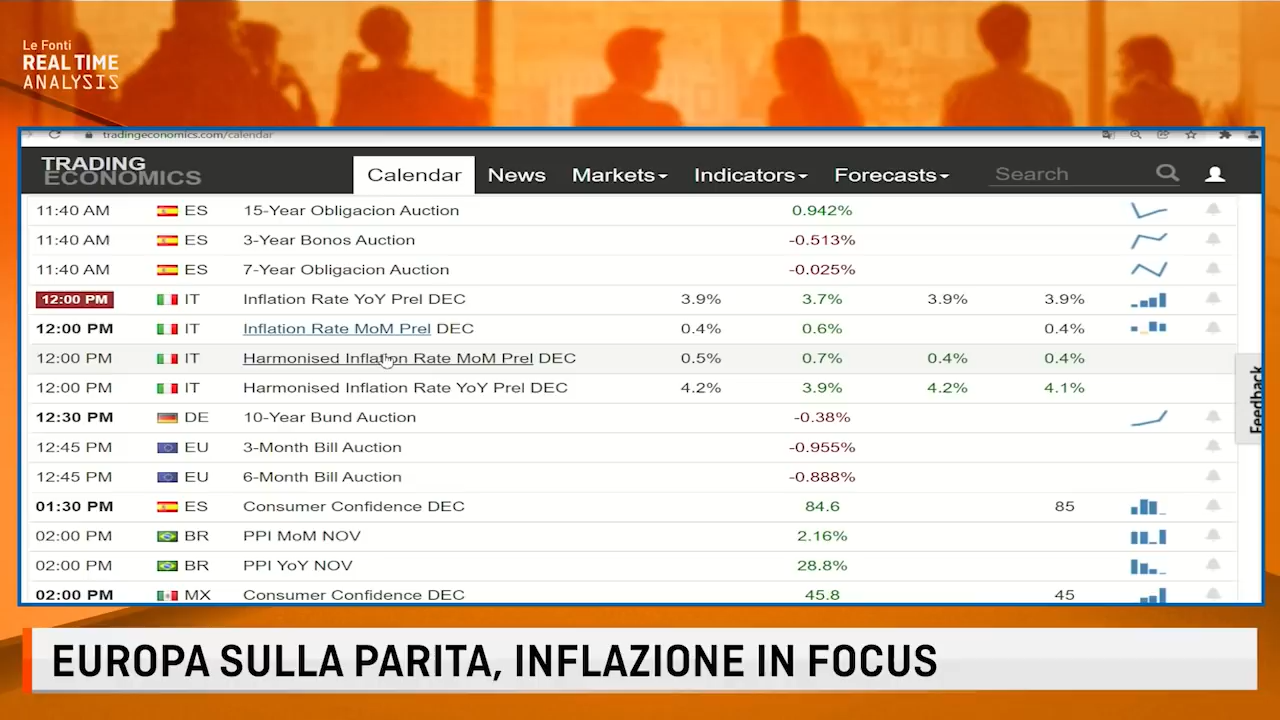 Le Fonti
REAL TIME
ANALYSIS
tradingeconomics.com/calendar
TRADING
ECONOMICS
Calendar News Markets Indicators Forecasts Search
11:40 AM ES 15-Year Obligacion Auction 0.942%
11:40 AM ES 3-Year Bonos Auction -0.513%
11:40 AM ES 7-Year Obligacion Auction -0.025%
12:00 PM IT Inflation Rate YoY Prel DEC 3.9% 3.7% 3.9% 3.9%
12:00 PM IT Inflation Rate MoM Prel DEC 0.4% 0.6% 0.4%
12:00 PM IT Harmonised Inflation Rate MoM Prel DEC 0.5% 0.7% 0.4% 0.4%
12:00 PM IT Harmonised Inflation Rate YoY Prel DEC 4.2% 3.9% 4.2% 4.1%
12:30 PM DE 10-Year Bund Auction -0.38%
12:45 PM EU 3-Month Bill Auction -0.955%
12:45 PM EU 6-Month Bill Auction -0.888%
01:30 PM ES Consumer Confidence DEC 84.6 85
02:00 PM BR PPI MoM NOV 2.16%
02:00 PM BR PPI YoY NOV 28.8%
02:00 PM MX Consumer Confidence DEC 45.8 45
Feedback
EUROPA SULLA PARITA, INFLAZIONE IN FOCUS